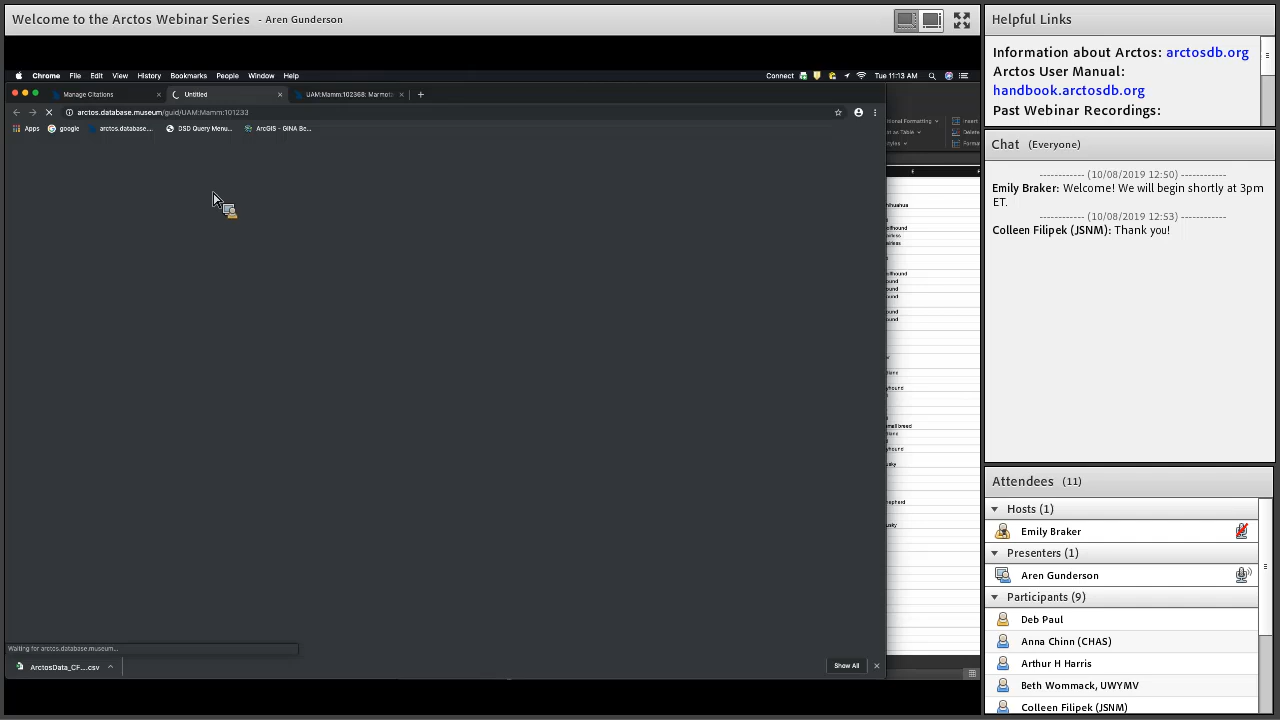 Welcome to the Arctos Webinar Series - Aren Gunderson
Chrome File Edit View History Bookmarks People Window Help
Connect Tue 11:13 AM
Manage Citations
Untitled
UAM:Mamm:102368: Marmota
arctos.database.museum/guid/UAM:Mamm:101233
Apps google arctos.database.... DSD Query Menu... ArcGIS - GINA Be...
Insert
Delete
Waiting for arctos.database.museum...
ArctosData_CF....csv
Show All
Helpful Links
Information about Arctos: arctosdb.org
Arctos User Manual:
handbook.arctosdb.org
Past Webinar Recordings:
Chat (Everyone)
----------- (10/08/2019 12:50) -----------
Emily Braker: Welcome! We will begin shortly at 3pm
ET.
----------- (10/08/2019 12:53) -----------
Colleen Filipek (JSNM): Thank you!
Attendees (11)
Hosts (1)
Emily Braker
Presenters (1)
Aren Gunderson
Participants (9)
Deb Paul
Anna Chinn (CHAS)
Arthur H Harris
Beth Wommack, UWYMV
Colleen Filipek (JSNM)